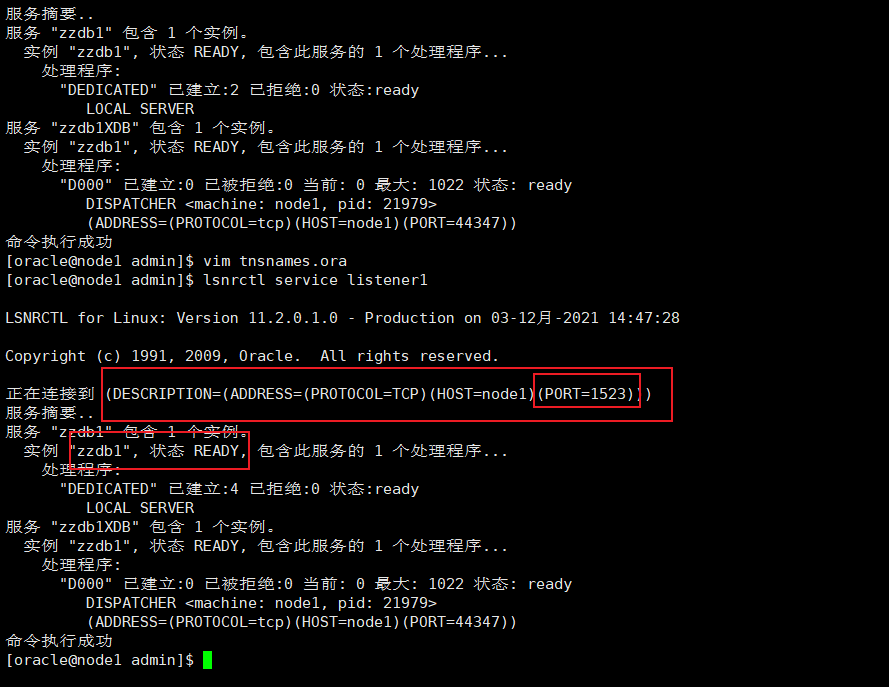 服务摘要..
服务 "zzdb1" 包含 1 个实例。
  实例 "zzdb1", 状态 READY, 包含此服务的 1 个处理程序...
    处理程序:
      "DEDICATED" 已建立:2 已拒绝:0 状态:ready
         LOCAL SERVER
服务 "zzdb1XDB" 包含 1 个实例。
  实例 "zzdb1", 状态 READY, 包含此服务的 1 个处理程序...
    处理程序:
      "D000" 已建立:0 已被拒绝:0 当前: 0 最大: 1022 状态: ready
         DISPATCHER <machine: node1, pid: 21979>
         (ADDRESS=(PROTOCOL=tcp)(HOST=node1)(PORT=44347))
命令执行成功
[oracle@node1 admin]$ vim tnsnames.ora
[oracle@node1 admin]$ lsnrctl service listener1
LSNRCTL for Linux: Version 11.2.0.1.0 - Production on 03-12月-2021 14:47:28
Copyright (c) 1991, 2009, Oracle.  All rights reserved.
正在连接到 (DESCRIPTION=(ADDRESS=(PROTOCOL=TCP)(HOST=node1)(PORT=1523)))
服务摘要..
服务 "zzdb1" 包含 1 个实例。
  实例 "zzdb1", 状态 READY, 包含此服务的 1 个处理程序...
    处理程序:
      "DEDICATED" 已建立:4 已拒绝:0 状态:ready
         LOCAL SERVER
服务 "zzdb1XDB" 包含 1 个实例。
  实例 "zzdb1", 状态 READY, 包含此服务的 1 个处理程序...
    处理程序:
      "D000" 已建立:0 已被拒绝:0 当前: 0 最大: 1022 状态: ready
         DISPATCHER <machine: node1, pid: 21979>
         (ADDRESS=(PROTOCOL=tcp)(HOST=node1)(PORT=44347))
命令执行成功
[oracle@node1 admin]$